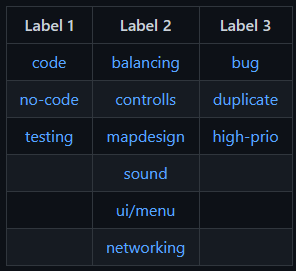 Label 1 Label 2 Label 3
code balancing bug
no-code controlls duplicate
testing mapdesign high-prio
sound
ui/menu
networking